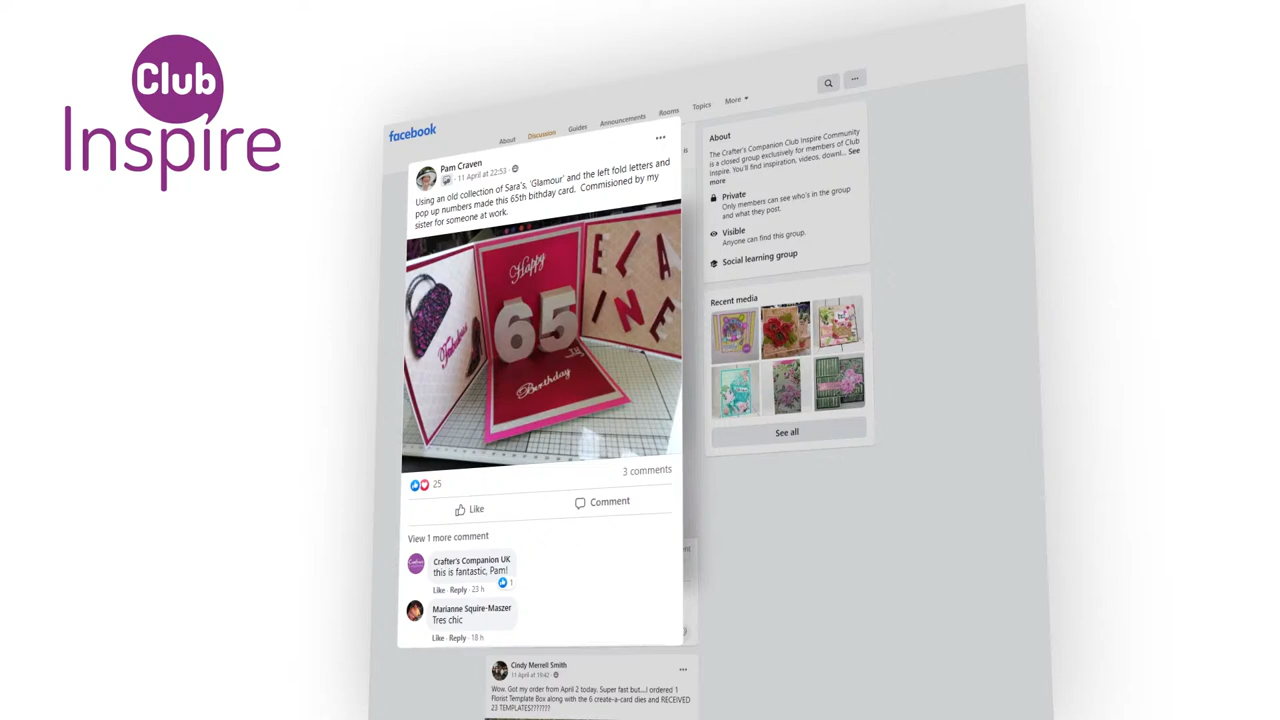 Club
Inspire
facebook
About
Discussion
Guides
Announcements
Rooms
Topics
More
Pam Craven
11 April at 22:53
Using an old collection of Sara's, 'Glamour' and the left fold letters and
pop up numbers made this 65th bithday card. Commisioned by my
sister for someone at work.
Fabulous
Happy
65
Birthday
ELA
INE
25
3 comments
Like
Comment
View 1 more comment
Crafter's Companion UK
this is fantastic, Pam!
Like · Reply · 23 h
1
Marianne Squire-Maszer
Tres chic
Like · Reply · 18 h
Cindy Merrell Smith
11 April at 19:42
Wow. Got my order from April 2 today. Super fast but....I ordered 1
Florist Template Box along with the 6 create-a-card dies and RECEIVED
23 TEMPLATES???????
About
The Crafter's Companion Club Inspire Community
is a closed group exclusively for members of Club
Inspire. You'll find inspiration, videos, downl... See
more
Private
Only members can see who's in the group
and what they post.
Visible
Anyone can find this group.
Social learning group
Recent media
See all